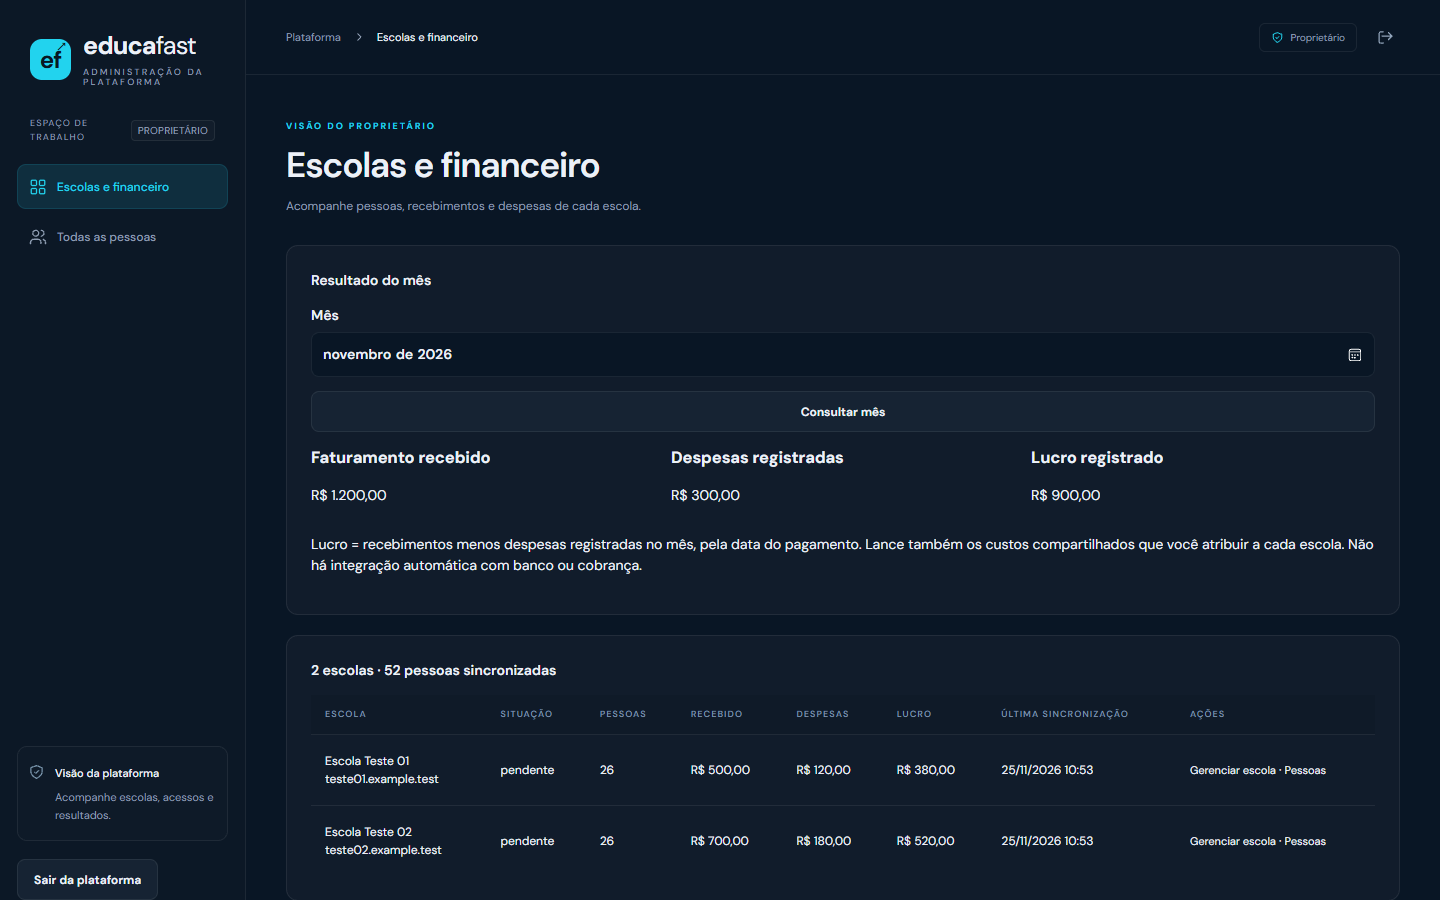 ef
educafast
ADMINISTRAÇÃO DA
PLATAFORMA
ESPAÇO DE
TRABALHO
PROPRIETÁRIO
Escolas e financeiro
Todas as pessoas
Visão da plataforma
Acompanhe escolas, acessos e
resultados.
Sair da plataforma
Plataforma
Escolas e financeiro
Proprietário
VISÃO DO PROPRIETÁRIO
Escolas e financeiro
Acompanhe pessoas, recebimentos e despesas de cada escola.
Resultado do mês
Mês
novembro de 2026
Consultar mês
Faturamento recebido Despesas registradas Lucro registrado
R$ 1.200,00 R$ 300,00 R$ 900,00
Lucro = recebimentos menos despesas registradas no mês, pela data do pagamento. Lance também os custos compartilhados que você atribuir a cada escola. Não
há integração automática com banco ou cobrança.
2 escolas · 52 pessoas sincronizadas
ESCOLA SITUAÇÃO PESSOAS RECEBIDO DESPESAS LUCRO ÚLTIMA SINCRONIZAÇÃO AÇÕES
Escola Teste 01
teste01.example.test pendente 26 R$ 500,00 R$ 120,00 R$ 380,00 25/11/2026 10:53 Gerenciar escola · Pessoas
Escola Teste 02
teste02.example.test pendente 26 R$ 700,00 R$ 180,00 R$ 520,00 25/11/2026 10:53 Gerenciar escola · Pessoas